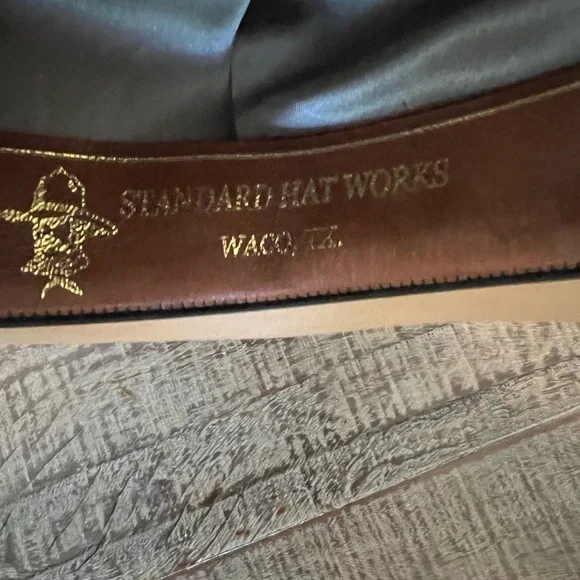 STANDARD HAT WORKS
WACO, TX.